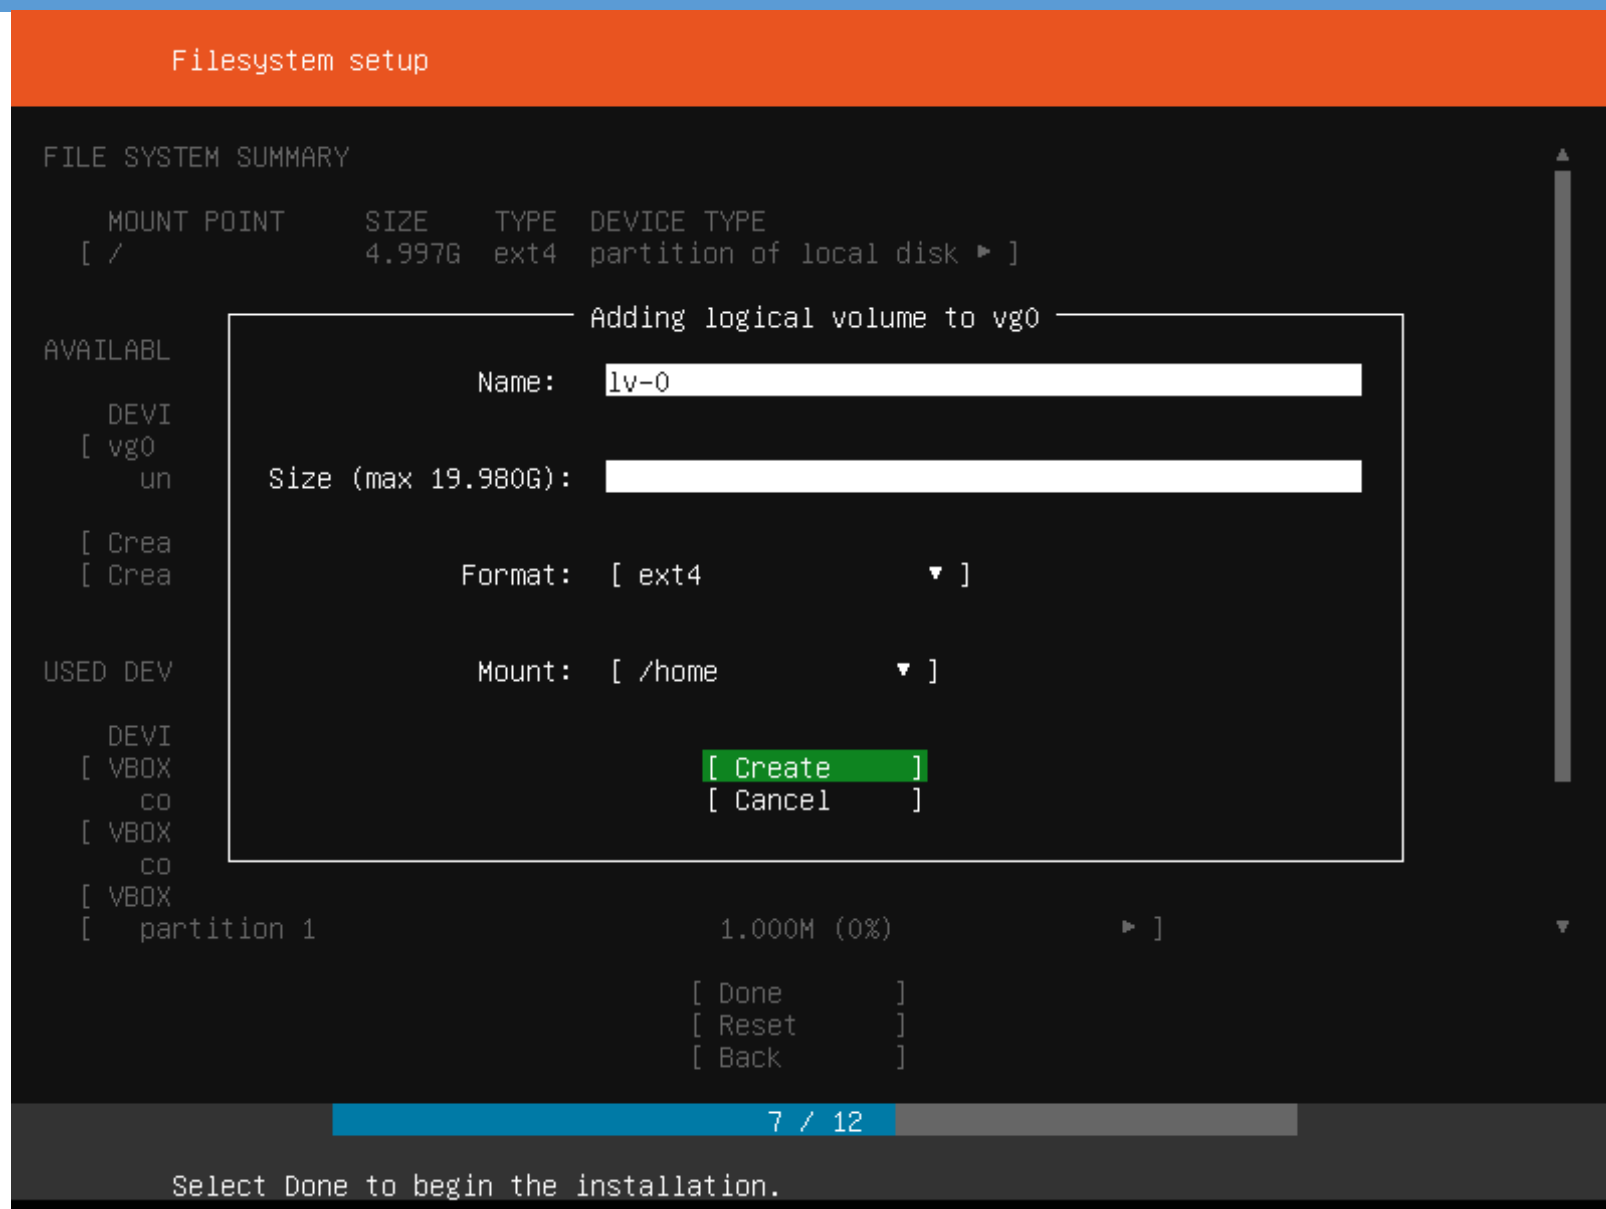 Filesystem setup
FILE SYSTEM SUMMARY
MOUNT POINT     SIZE    TYPE  DEVICE TYPE
[ /               4.997G  ext4  partition of local disk ▸ ]
Adding logical volume to vg0
AVAILABL
Name: lv-0
DEVI
[ vg0
un
Size (max 19.980G):
[ Crea
[ Crea
Format: [ ext4 ▾ ]
USED DEV
Mount: [ /home ▾ ]
DEVI
[ VBOX
[ Create ]
co
[ Cancel ]
[ VBOX
co
[ VBOX
[ partition 1 1.000M (0%) ▸ ]
[ Done ]
[ Reset ]
[ Back ]
7 / 12
Select Done to begin the installation.